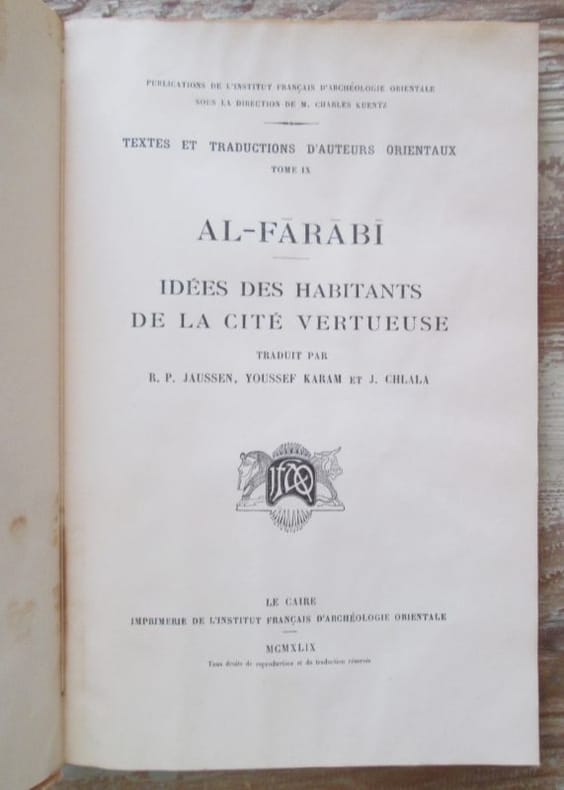 PUBLICATIONS DE L'INSTITUT FRANÇAIS D'ARCHÉOLOGIE ORIENTALE
SOUS LA DIRECTION DE M. CHARLES KUENTZ
TEXTES ET TRADUCTIONS D'AUTEURS ORIENTAUX
TOME IX
AL-FĀRĀBĪ
IDÉES DES HABITANTS
DE LA CITÉ VERTUEUSE
TRADUIT PAR
R. P. JAUSSEN, YOUSSEF KARAM ET J. CHLALA
IFAO
LE CAIRE
IMPRIMERIE DE L'INSTITUT FRANÇAIS D'ARCHÉOLOGIE ORIENTALE
MCMXLIX
Tous droits de reproduction et de traduction réservés